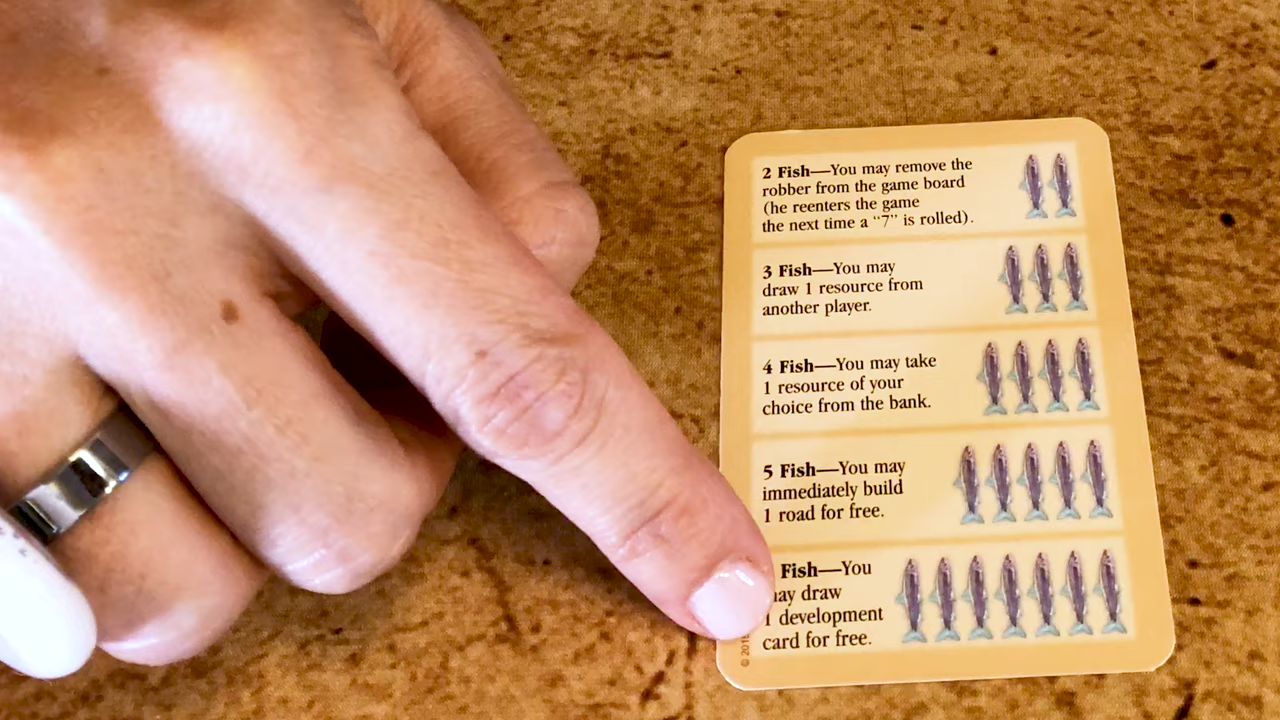 2 Fish—You may remove the
robber from the game board
(he reenters the game
the next time a “7” is rolled).
3 Fish—You may
draw 1 resource from
another player.
4 Fish—You may take
1 resource of your
choice from the bank.
5 Fish—You may
immediately build
1 road for free.
Fish—You
ay draw
1 development
card for free.